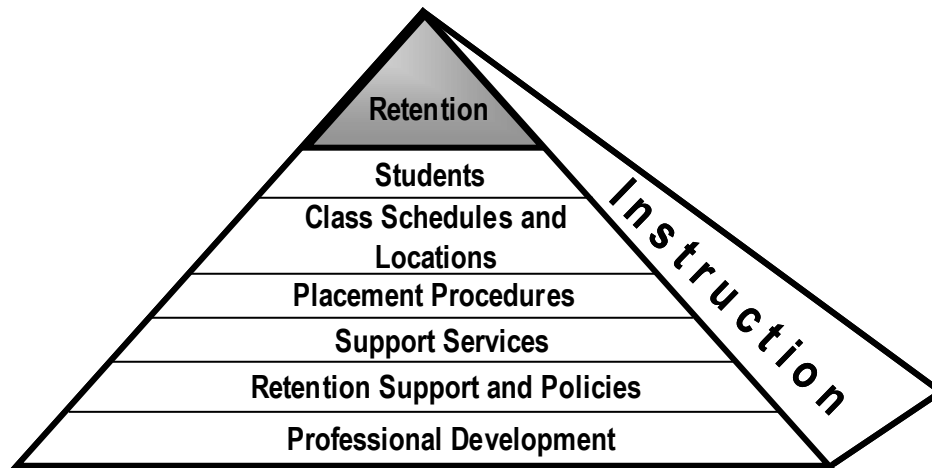 Retention
Students
Class Schedules and
Locations
Placement Procedures
Support Services
Retention Support and Policies
Professional Development
Instruction